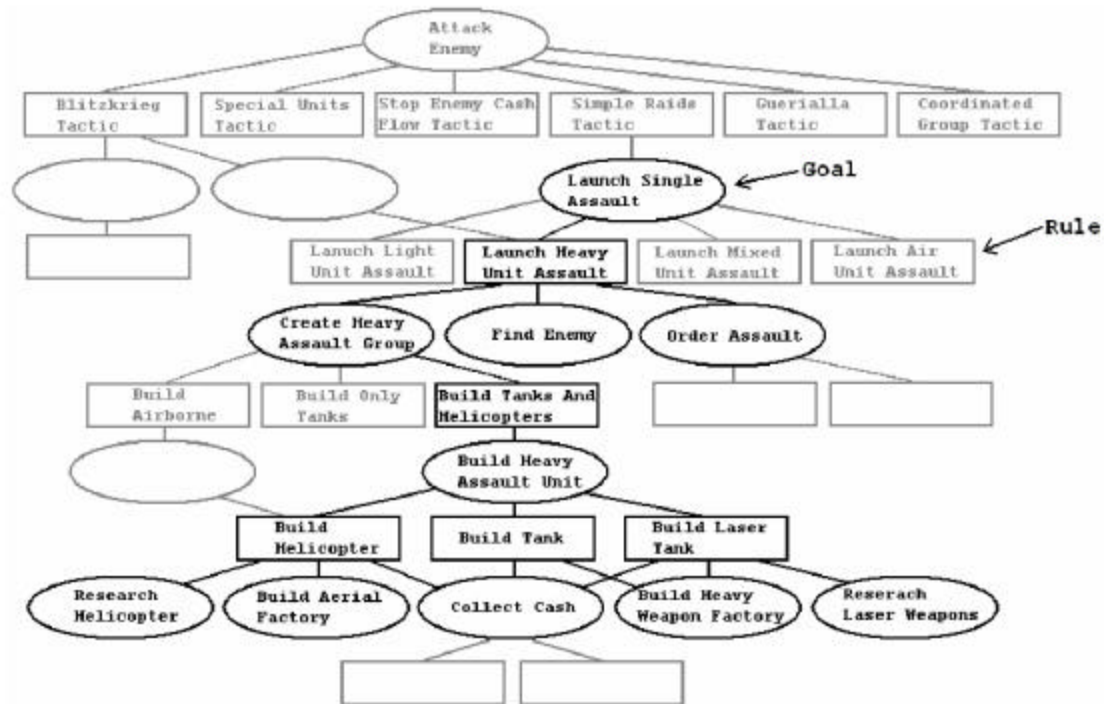 Attack
Enemy
Blitzkrieg
Tactic
Special Units
Tactic
Stop Enemy Cash
Flow Tactic
Simple Raids
Tactic
Guerialla
Tactic
Coordinated
Group Tactic
Launch Single
Assault
Goal
Rule
Lanuch Light
Unit Assault
Launch Heavy
Unit Assault
Launch Mixed
Unit Assault
Launch Air
Unit Assault
Create Heavy
Assault Group
Find Enemy
Order Assault
Build
Airborne
Build Only
Tanks
Build Tanks And
Helicopters
Build Heavy
Assault Unit
Build
Helicopter
Build Tank
Build Laser
Tank
Research
Helicopter
Build Aerial
Factory
Collect Cash
Build Heavy
Weapon Factory
Reserach
Laser Weapons